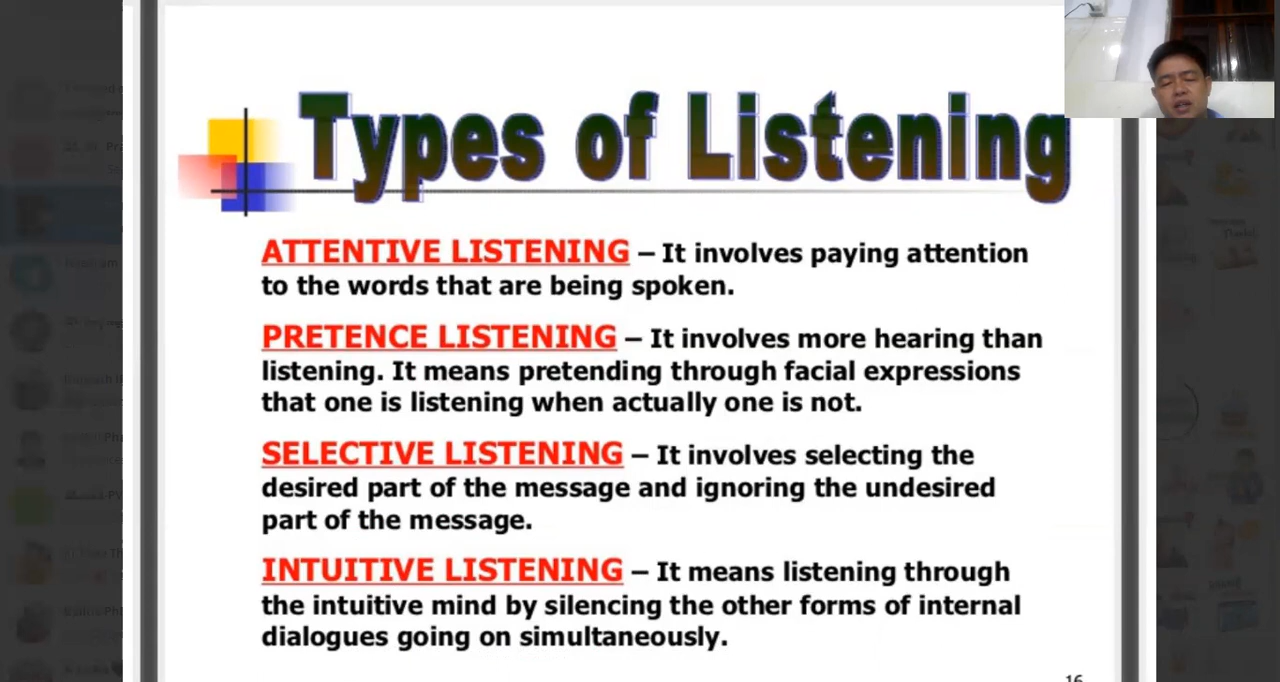 Types of Listening
ATTENTIVE LISTENING – It involves paying attention
to the words that are being spoken.
PRETENCE LISTENING – It involves more hearing than
listening. It means pretending through facial expressions
that one is listening when actually one is not.
SELECTIVE LISTENING – It involves selecting the
desired part of the message and ignoring the undesired
part of the message.
INTUITIVE LISTENING – It means listening through
the intuitive mind by silencing the other forms of internal
dialogues going on simultaneously.
16